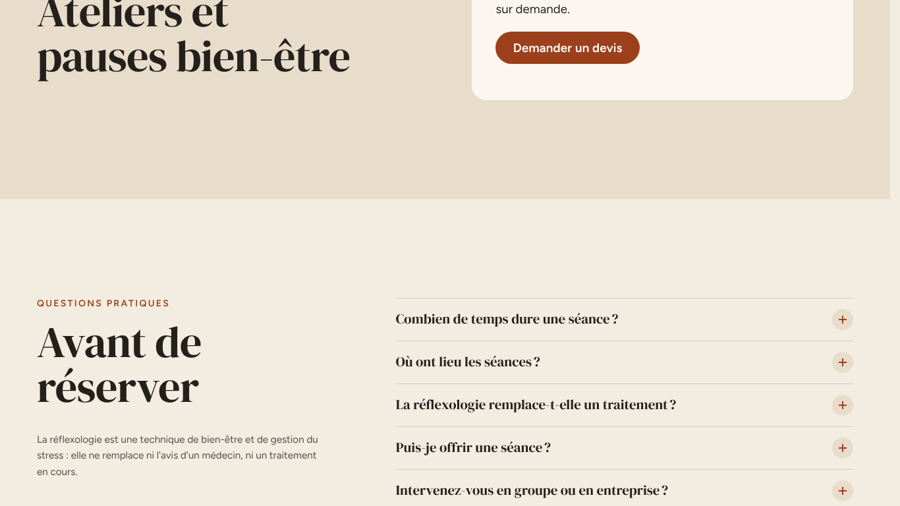 Ateliers et
pauses bien-être
sur demande.
Demander un devis
QUESTIONS PRATIQUES
Avant de
réserver
La réflexologie est une technique de bien-être et de gestion du
stress : elle ne remplace ni l'avis d'un médecin, ni un traitement
en cours.
Combien de temps dure une séance ?
Où ont lieu les séances ?
La réflexologie remplace-t-elle un traitement ?
Puis-je offrir une séance ?
Intervenez-vous en groupe ou en entreprise ?